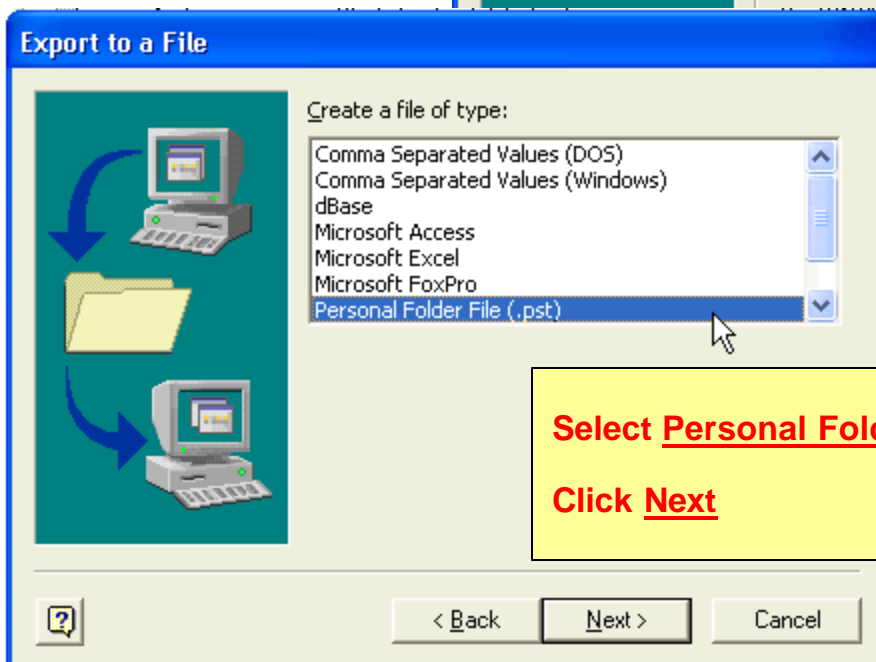 Export to a File
Create a file of type:
Comma Separated Values (DOS)
Comma Separated Values (Windows)
dBase
Microsoft Access
Microsoft Excel
Microsoft FoxPro
Personal Folder File (.pst)
Select Personal
Click Next
< Back Next > Cancel